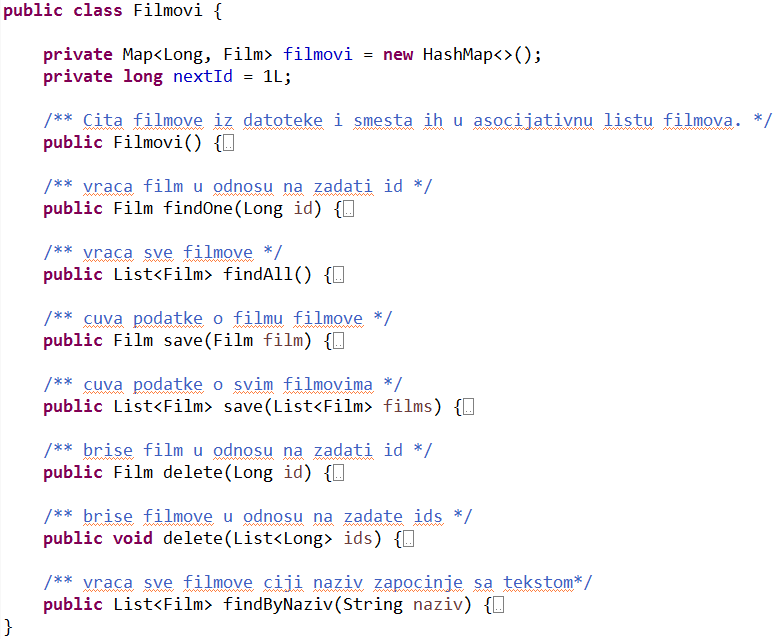 public class Filmovi {
private Map<Long, Film> filmovi = new HashMap<>();
private long nextId = 1L;
/** Cita filmove iz datoteke i smesta ih u asocijativnu listu filmova. */
public Filmovi() {..
/** vraca film u odnosu na zadati id */
public Film findOne(Long id) {..
/** vraca sve filmove */
public List<Film> findAll() {..
/** cuva podatke o filmu filmove */
public Film save(Film film) {..
/** cuva podatke o svim filmovima */
public List<Film> save(List<Film> films) {..
/** brise film u odnosu na zadati id */
public Film delete(Long id) {..
/** brise filmove u odnosu na zadate ids */
public void delete(List<Long> ids) {..
/** vraca sve filmove ciji naziv zapocinje sa tekstom*/
public List<Film> findByNaziv(String naziv) {..
}